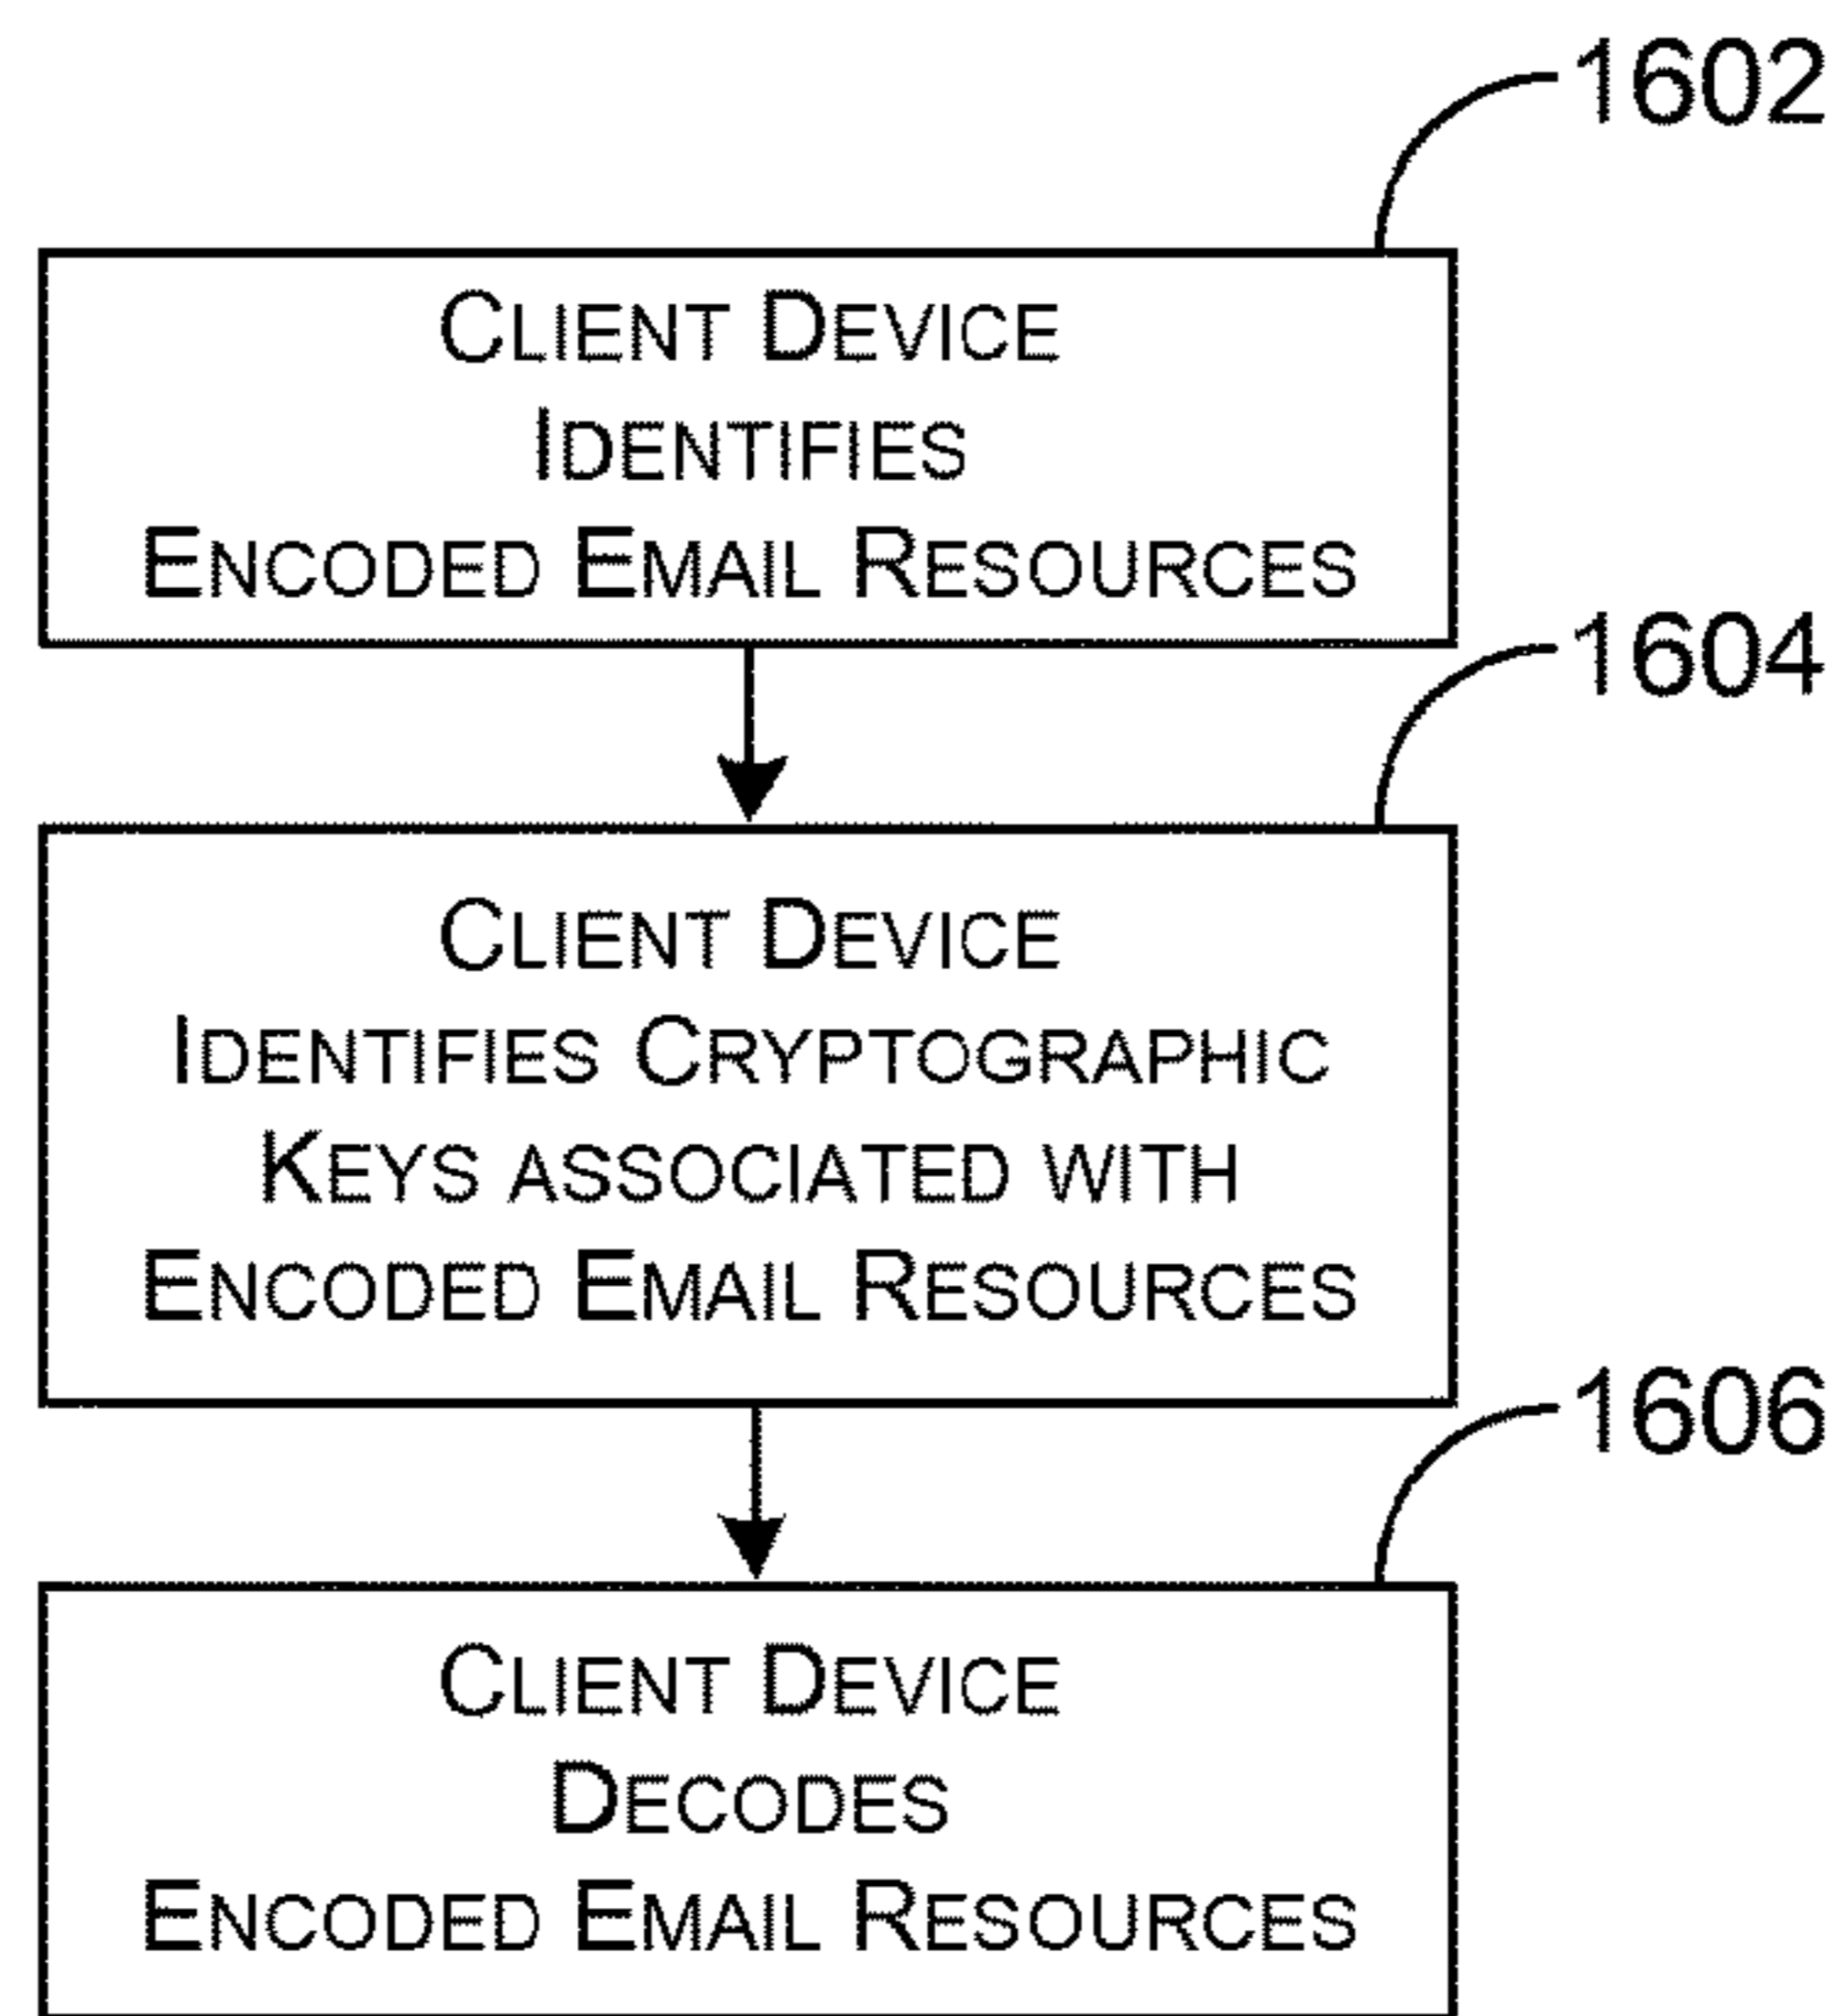 1602
CLIENT DEVICE
IDENTIFIES
ENCODED EMAIL RESOURCES
1604
CLIENT DEVICE
IDENTIFIES CRYPTOGRAPHIC
KEYS ASSOCIATED WITH
ENCODED EMAIL RESOURCES
1606
CLIENT DEVICE
DECODES
ENCODED EMAIL RESOURCES